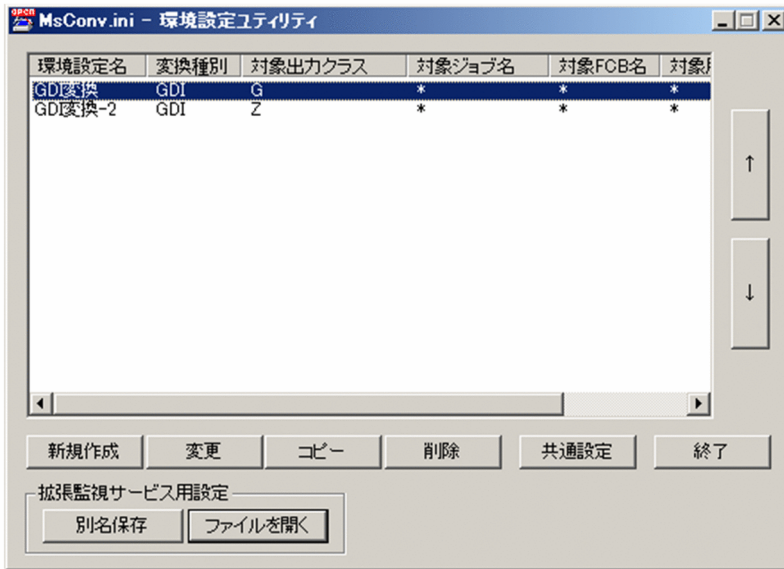 OPEN MsConv.ini - 環境設定ユティリティ
環境設定名 変換種別 対象出力クラス 対象ジョブ名 対象FCB名 対象
GDI変換 GDI G * * *
GDI変換-2 GDI Z * * *
↑
↓
新規作成 変更 コピー 削除 共通設定 終了
拡張監視サービス用設定
別名保存 ファイルを開く